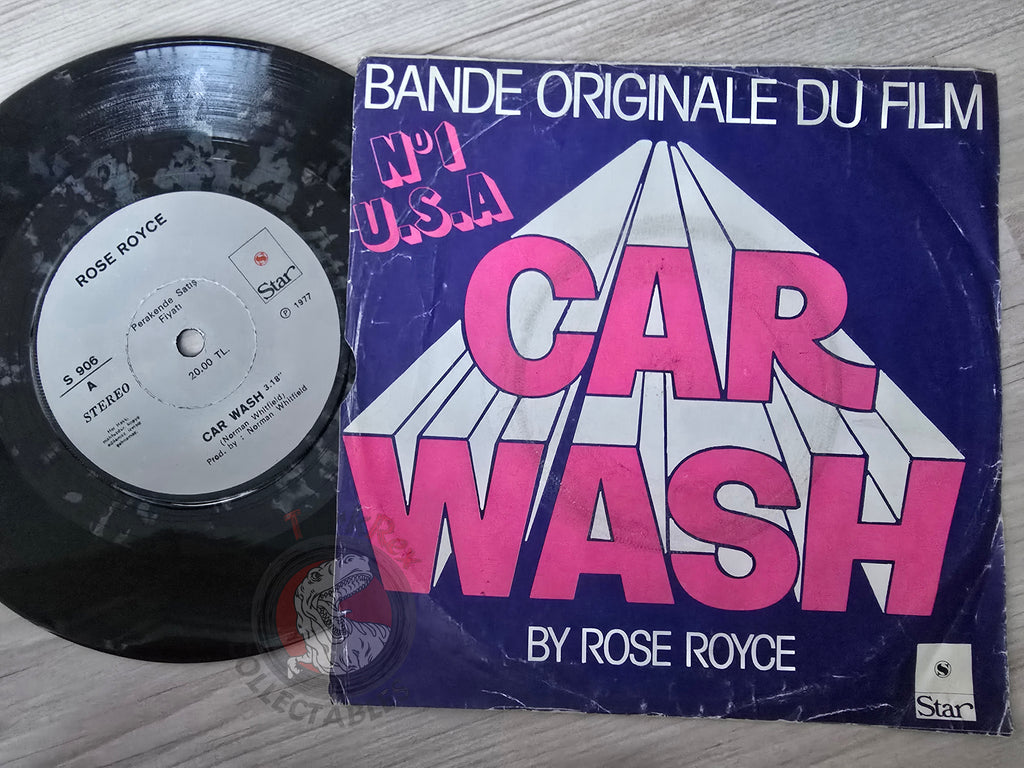 BANDE ORIGINALE DU FILM
Nº1
U.S.A
CAR
WASH
BY ROSE ROYCE
S
Star
ROSE ROYCE
S
Star
℗ 1977
Perakende Satış
Fiyatı
20.00 TL.
S 906
A
STEREO
CAR WASH 3.18"
(Norman Whitfield)
Prod. by : Norman Whitfield